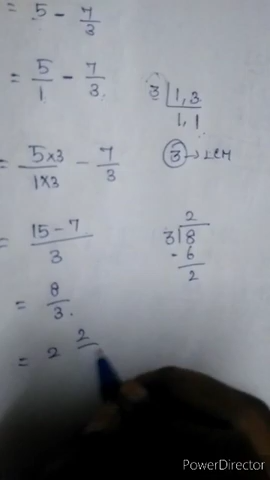 = 5 - 7/3
= 5/1 - 7/3
3 | 1, 3
1, 1
3 → LCM
= 5×3/1×3 - 7/3
= 15-7/3
2
3 | 8
- 6
2
= 8/3.
= 2 2/
PowerDirector